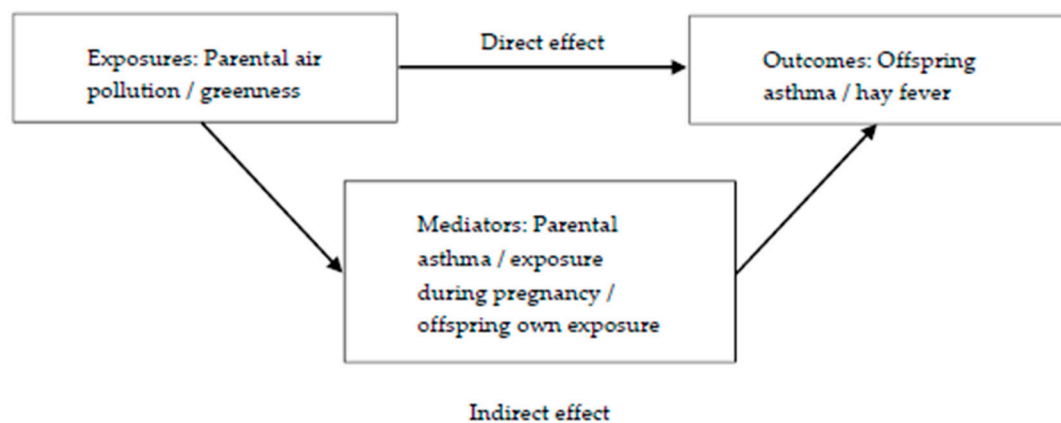 Exposures: Parental air
pollution / greenness
Direct effect
Outcomes: Offspring
asthma / hay fever
Mediators: Parental
asthma / exposure
during pregnancy /
offspring own exposure
Indirect effect